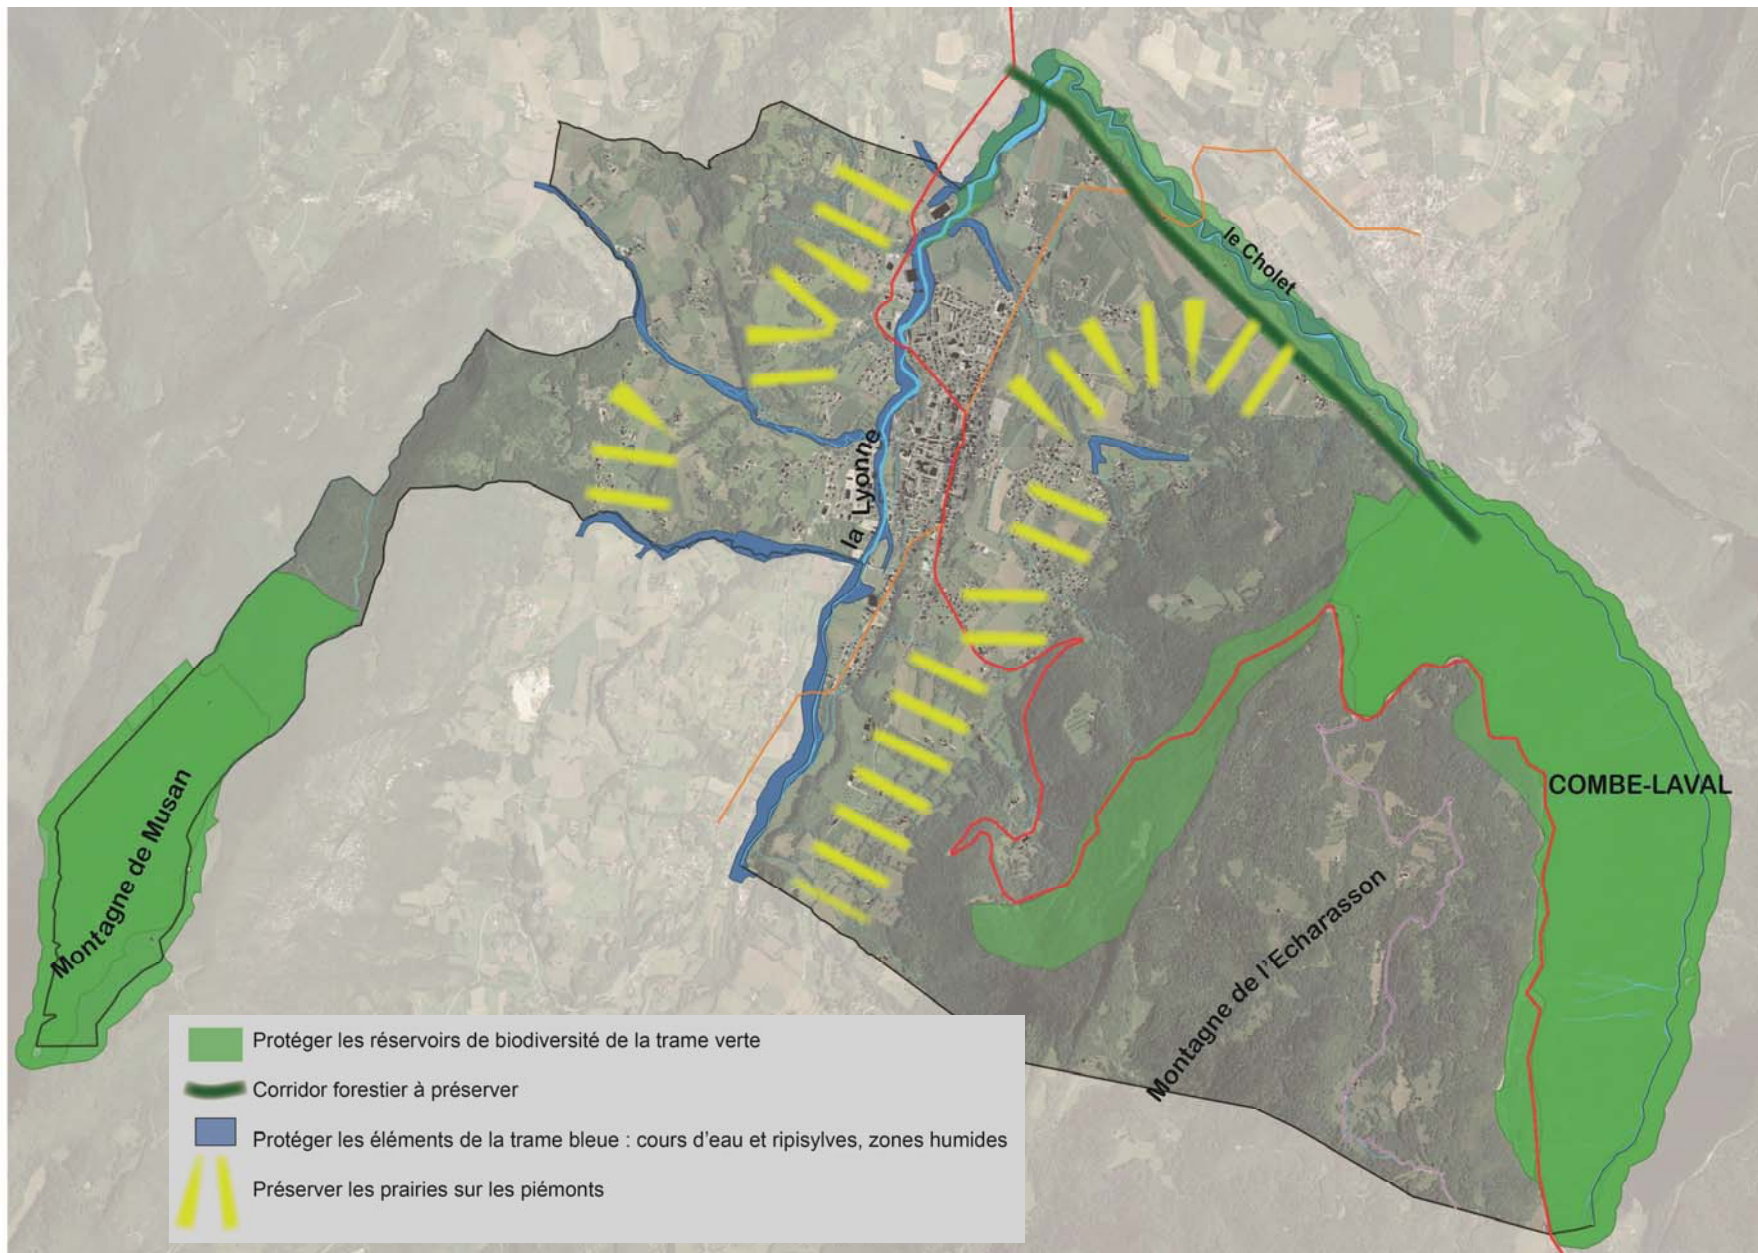 le Cholet
la Lyonne
COMBE-LAVAL
Montagne de Musan
Montagne de l'Echarasson
Protéger les réservoirs de biodiversité de la trame verte
Corridor forestier à préserver
Protéger les éléments de la trame bleue : cours d'eau et ripisylves, zones humides
Préserver les prairies sur les piémonts